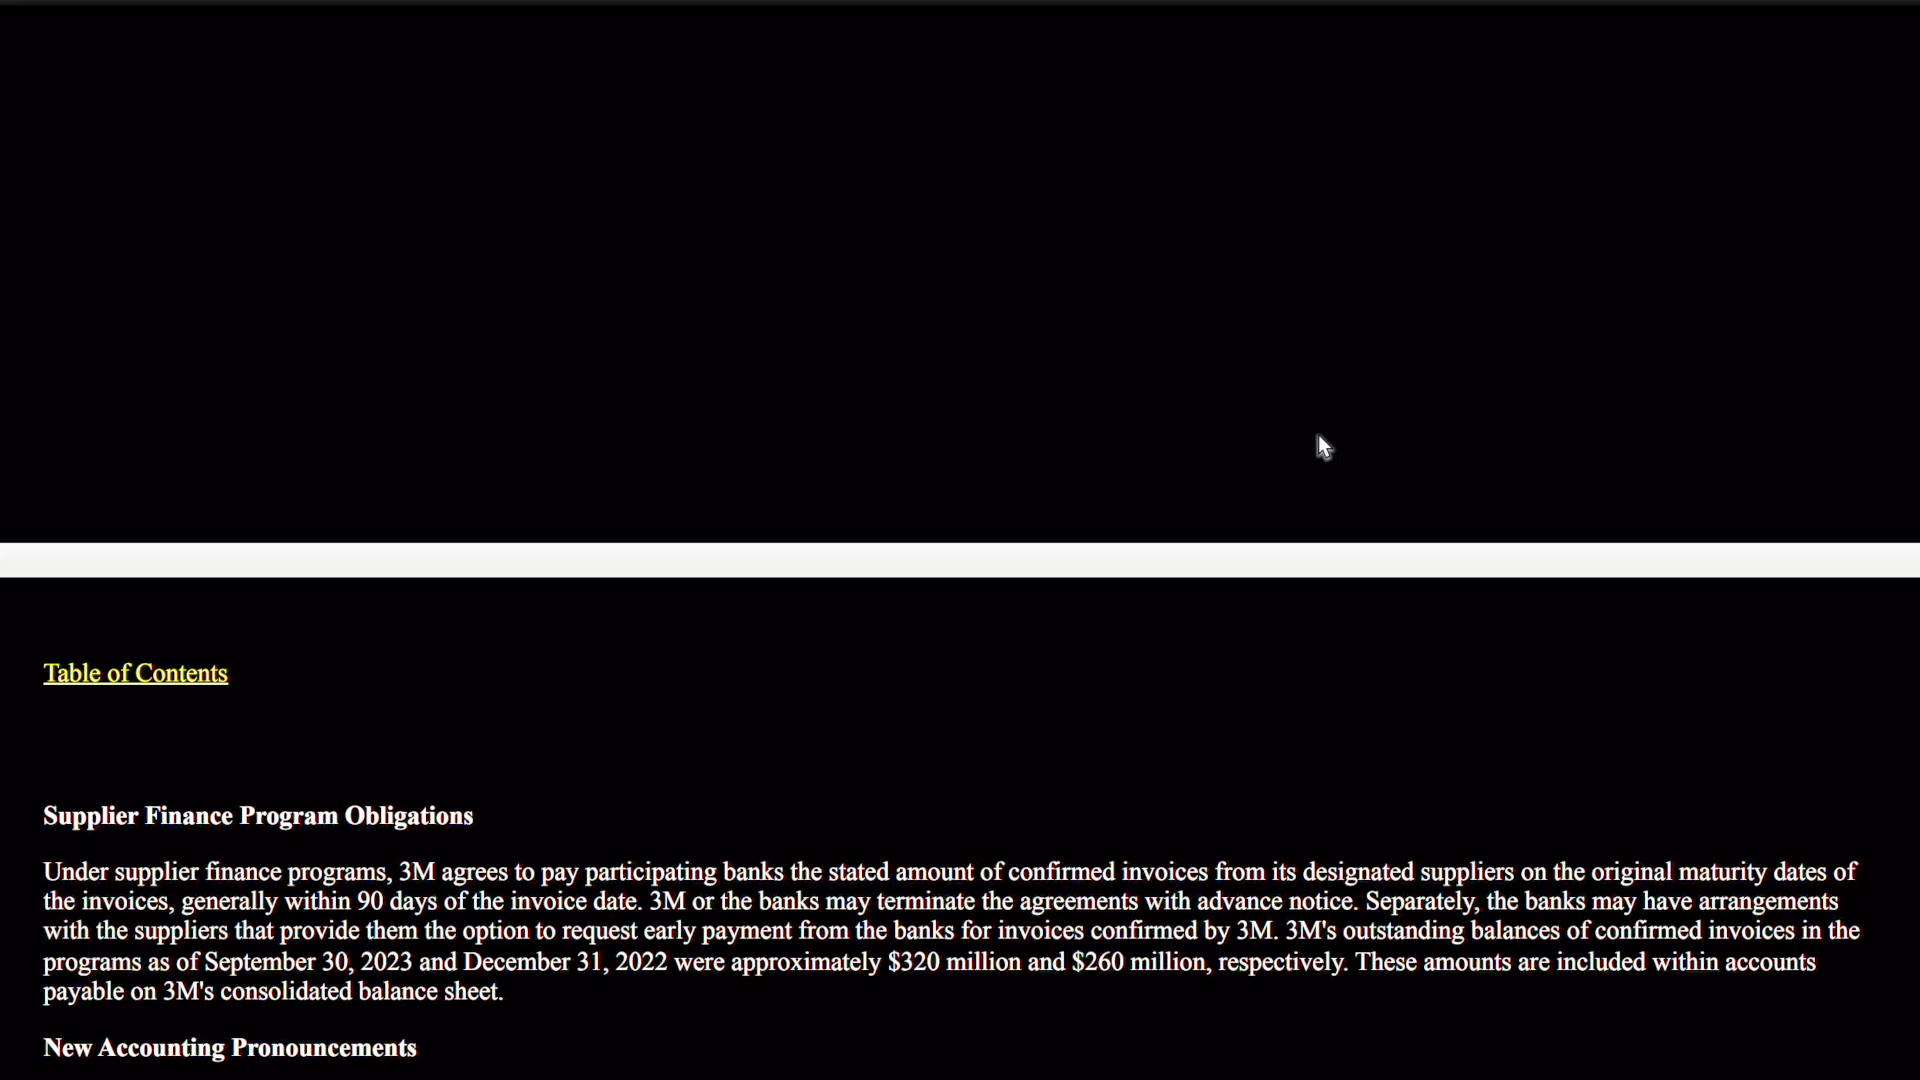 Table of Contents
Supplier Finance Program Obligations
Under supplier finance programs, 3M agrees to pay participating banks the stated amount of confirmed invoices from its designated suppliers on the original maturity dates of
the invoices, generally within 90 days of the invoice date. 3M or the banks may terminate the agreements with advance notice. Separately, the banks may have arrangements
with the suppliers that provide them the option to request early payment from the banks for invoices confirmed by 3M. 3M's outstanding balances of confirmed invoices in the
programs as of September 30, 2023 and December 31, 2022 were approximately $320 million and $260 million, respectively. These amounts are included within accounts
payable on 3M's consolidated balance sheet.
New Accounting Pronouncements